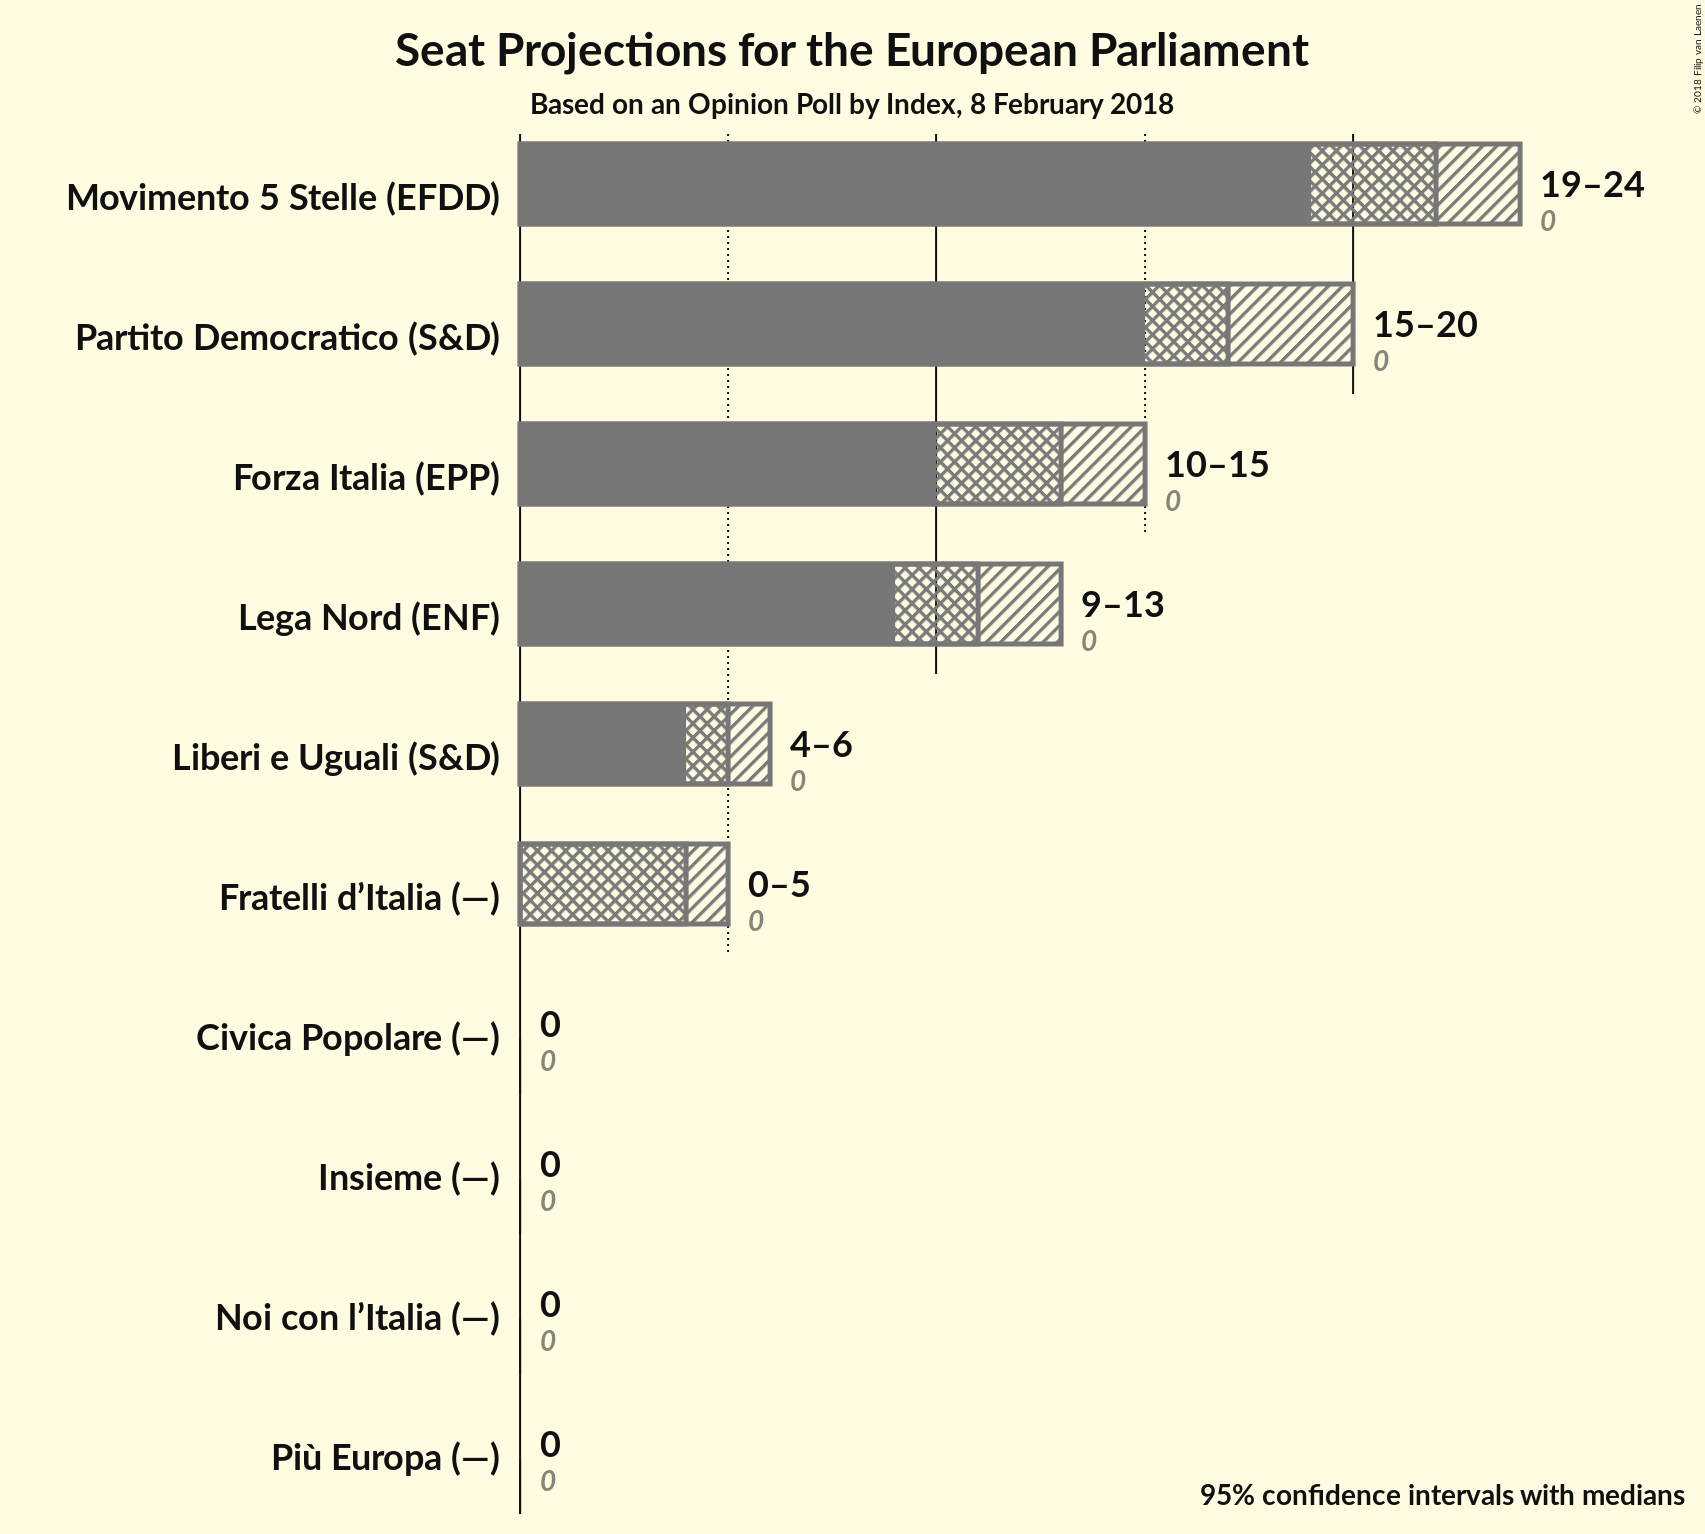 Seat Projections for the European Parliament
Based on an Opinion Poll by Index, 8 February 2018
© 2018 Filip van Laenen
Movimento 5 Stelle (EFDD)
19–24
0
Partito Democratico (S&D)
15–20
0
Forza Italia (EPP)
10–15
0
Lega Nord (ENF)
9–13
0
Liberi e Uguali (S&D)
4–6
0
Fratelli d’Italia (—)
0–5
0
Civica Popolare (—)
0
0
Insieme (—)
0
0
Noi con l’Italia (—)
0
0
Più Europa (—)
0
0
95% confidence intervals with medians